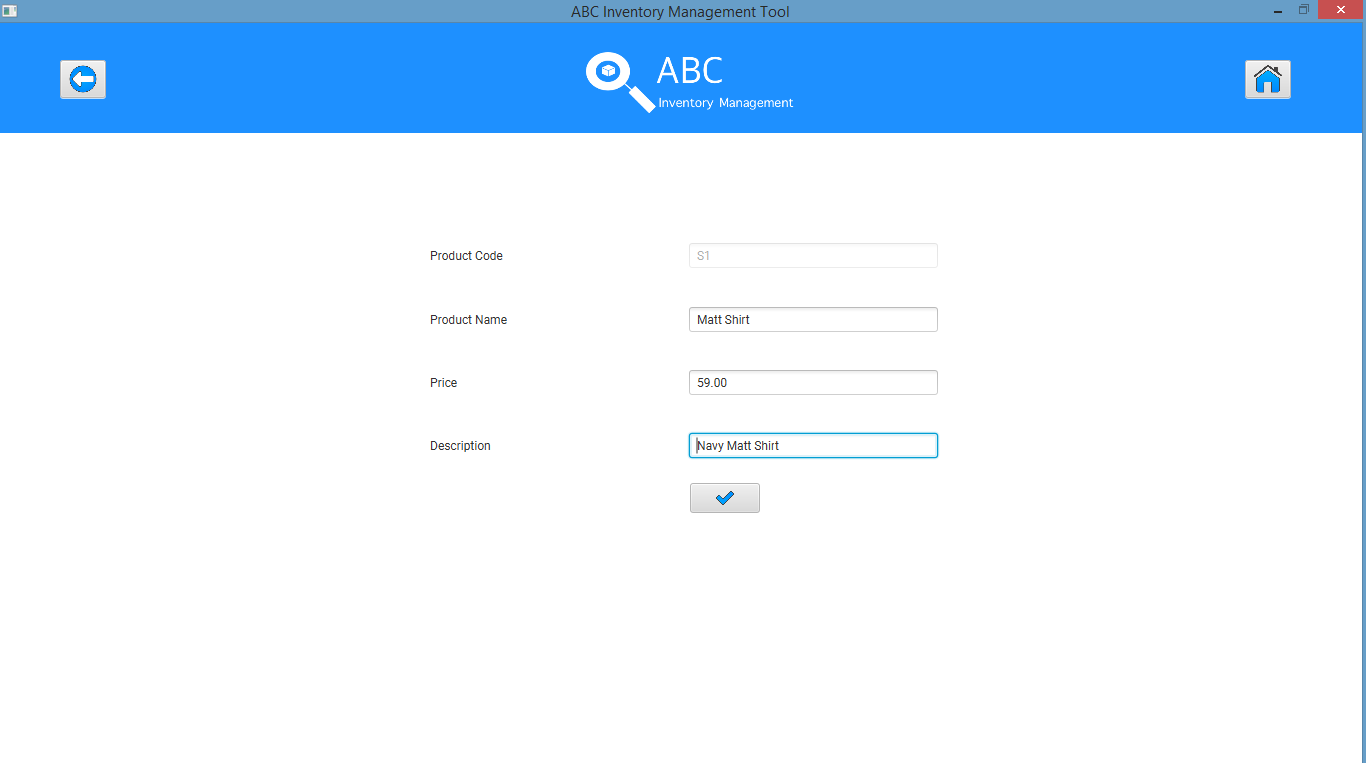 ABC Inventory Management Tool
ABC
Inventory Management
Product Code S1
Product Name Matt Shirt
Price 59.00
Description Navy Matt Shirt